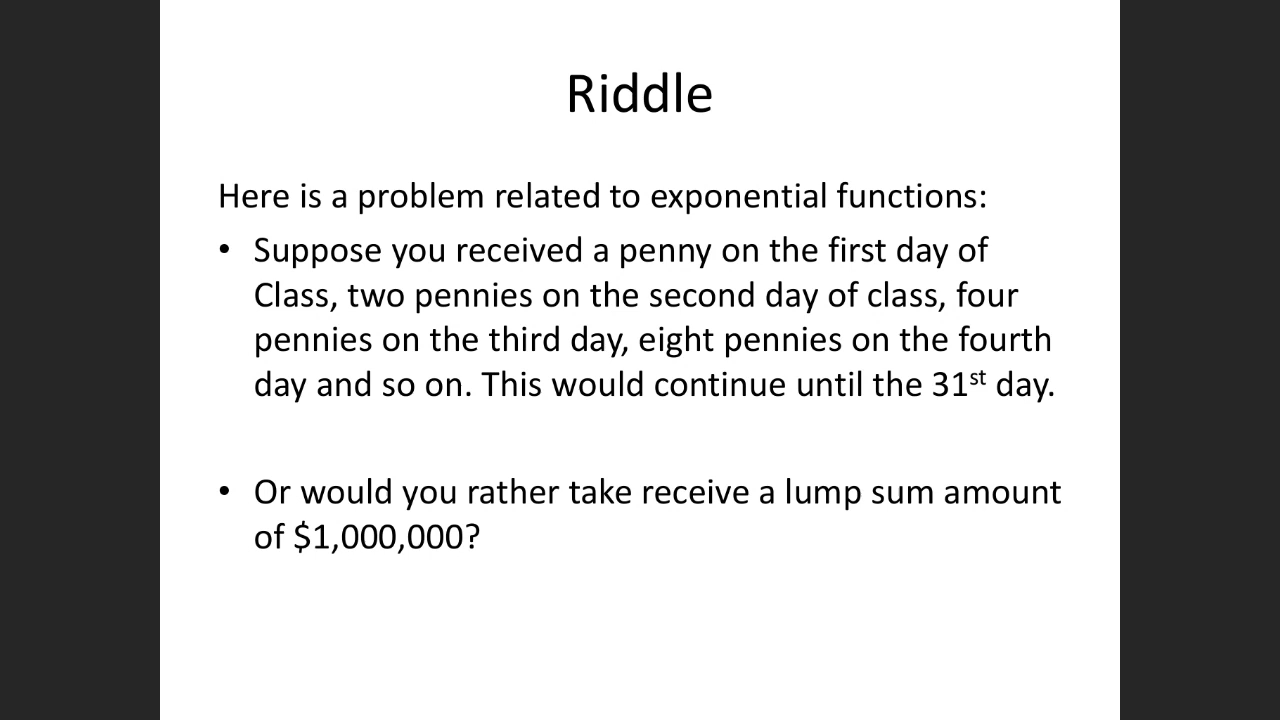 Riddle
Here is a problem related to exponential functions:
• Suppose you received a penny on the first day of
Class, two pennies on the second day of class, four
pennies on the third day, eight pennies on the fourth
day and so on. This would continue until the 31st day.
• Or would you rather take receive a lump sum amount
of $1,000,000?